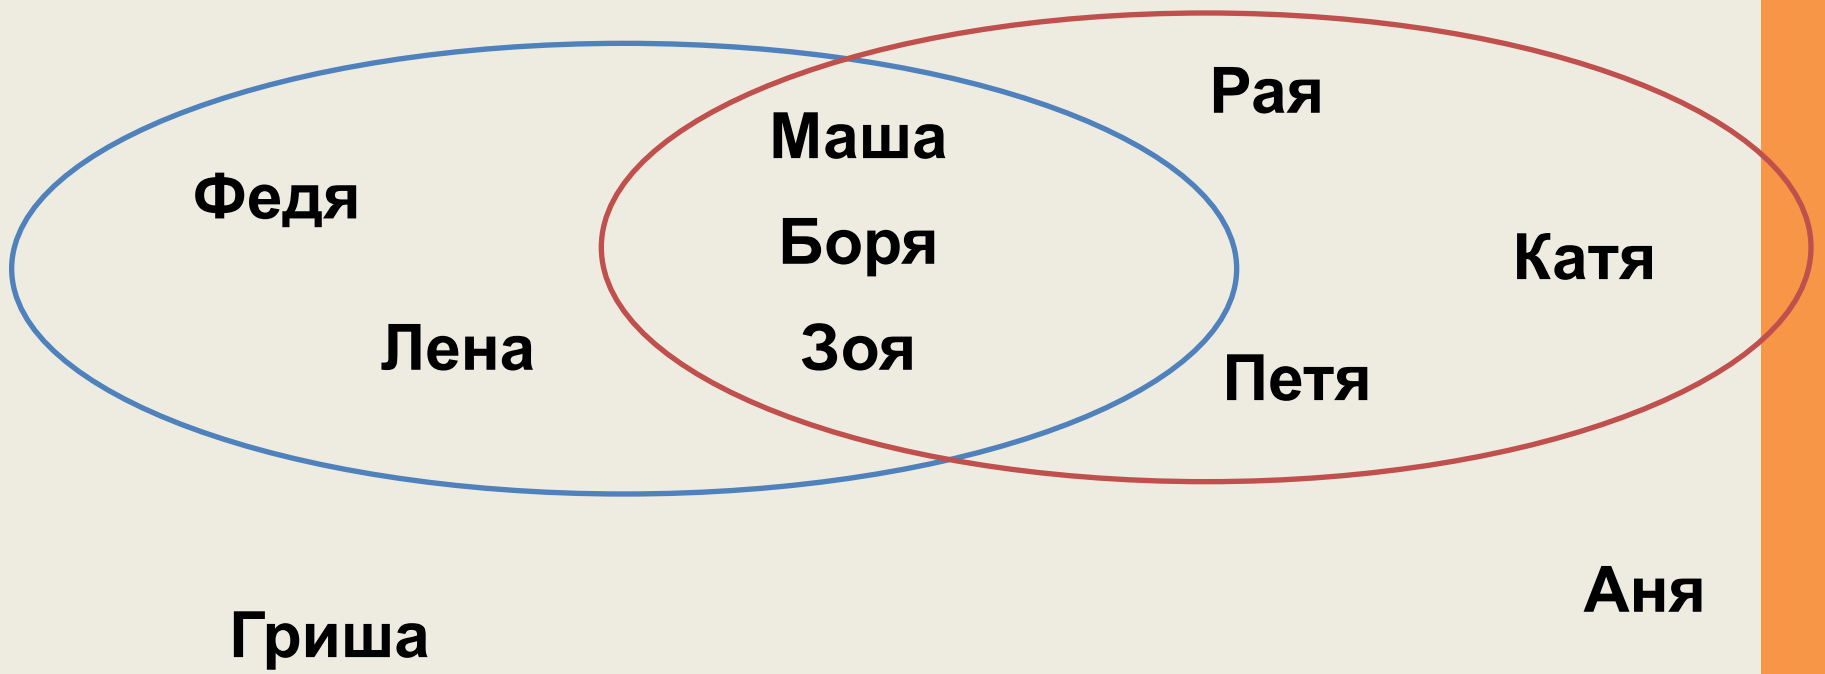 Рая
Маша
Федя
Боря
Катя
Лена
Зоя
Петя
Аня
Гриша